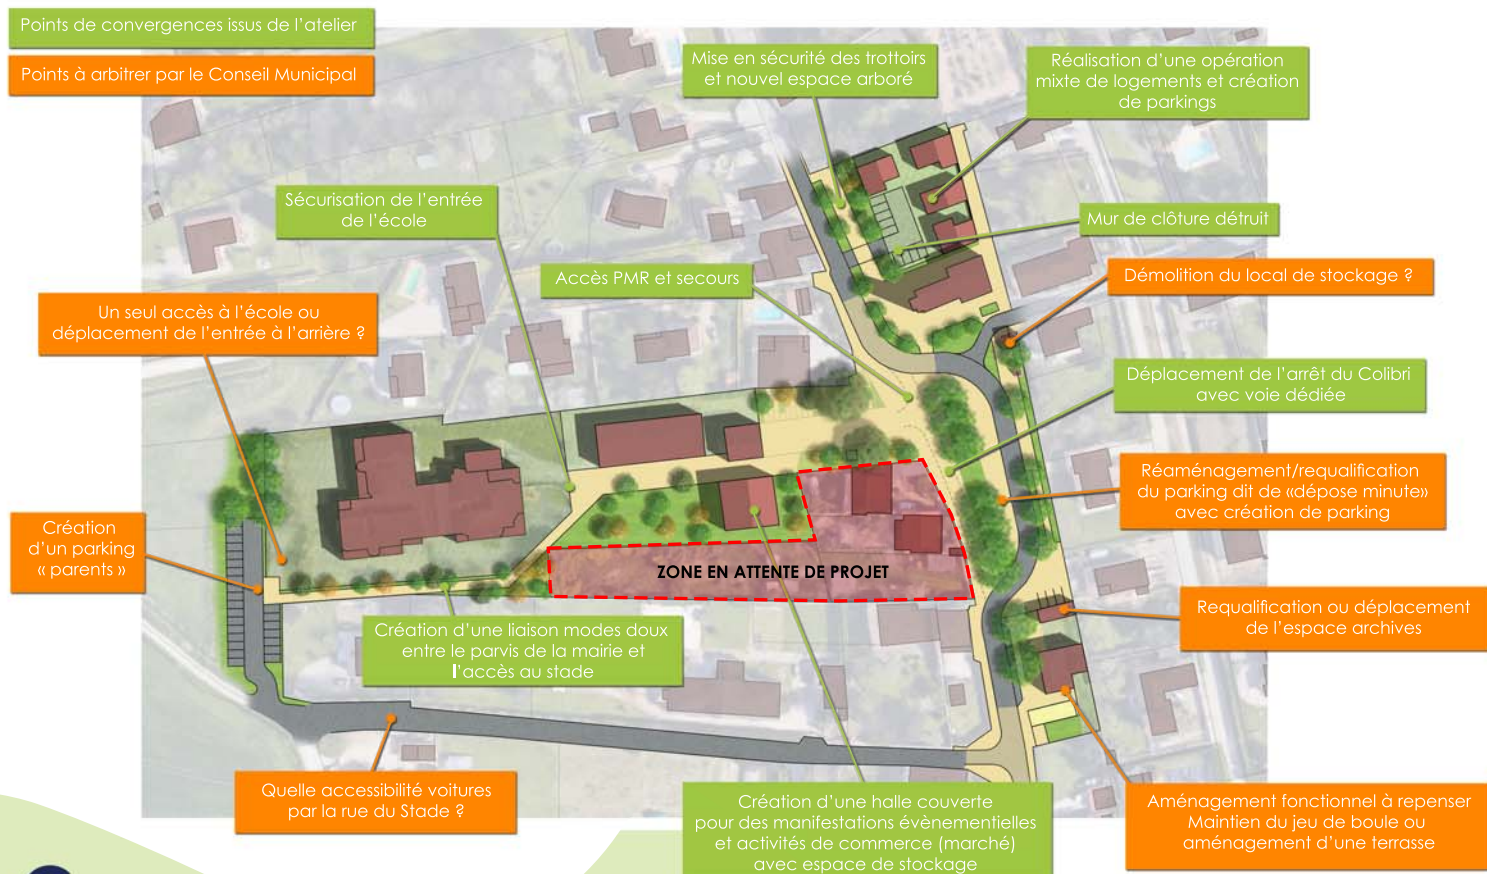 Points de convergences issus de l'atelier
Points à arbitrer par le Conseil Municipal
Mise en sécurité des trottoirs
et nouvel espace arboré
Réalisation d'une opération
mixte de logements et création
de parkings
Sécurisation de l'entrée
de l'école
Mur de clôture détruit
Accès PMR et secours
Démolition du local de stockage ?
Un seul accès à l'école ou
déplacement de l'entrée à l'arrière ?
Déplacement de l'arrêt du Colibri
avec voie dédiée
Réaménagement/requalification
du parking dit de «dépose minute»
avec création de parking
Création
d'un parking
« parents »
ZONE EN ATTENTE DE PROJET
Requalification ou déplacement
de l'espace archives
Création d'une liaison modes doux
entre le parvis de la mairie et
l'accès au stade
Quelle accessibilité voitures
par la rue du Stade ?
Création d'une halle couverte
pour des manifestations évènementielles
et activités de commerce (marché)
avec espace de stockage
Aménagement fonctionnel à repenser
Maintien du jeu de boule ou
aménagement d'une terrasse